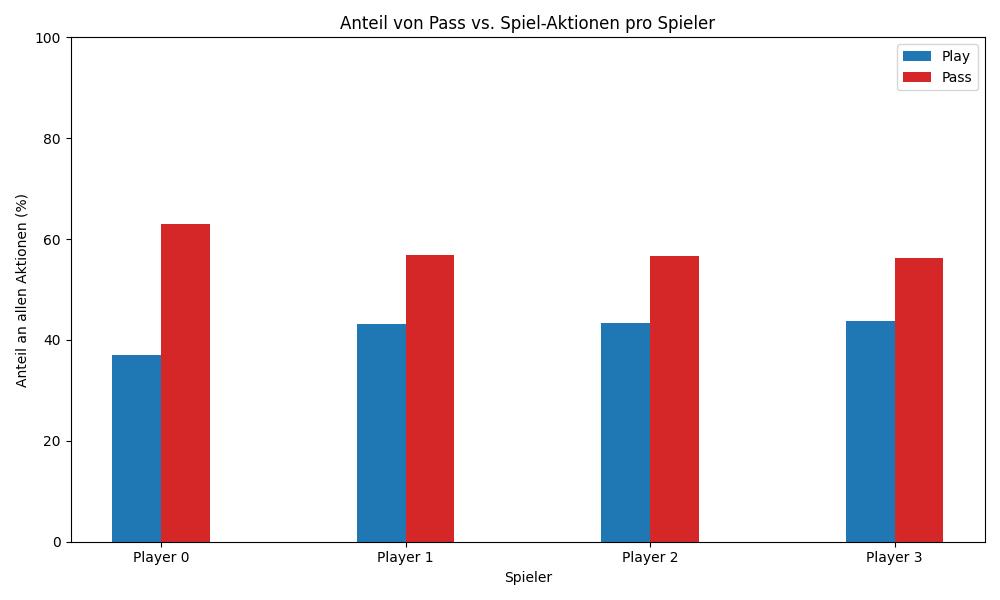 Anteil von Pass vs. Spiel-Aktionen pro Spieler
Play
Pass
Anteil an allen Aktionen (%)
100
80
60
40
20
0
Player 0
Player 1
Player 2
Player 3
Spieler